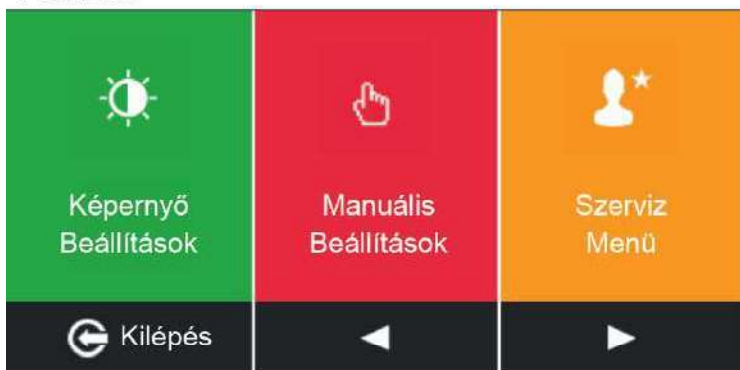 Képernyő
Beállítások
Manuális
Beállítások
Szerviz
Menü
Kilépés